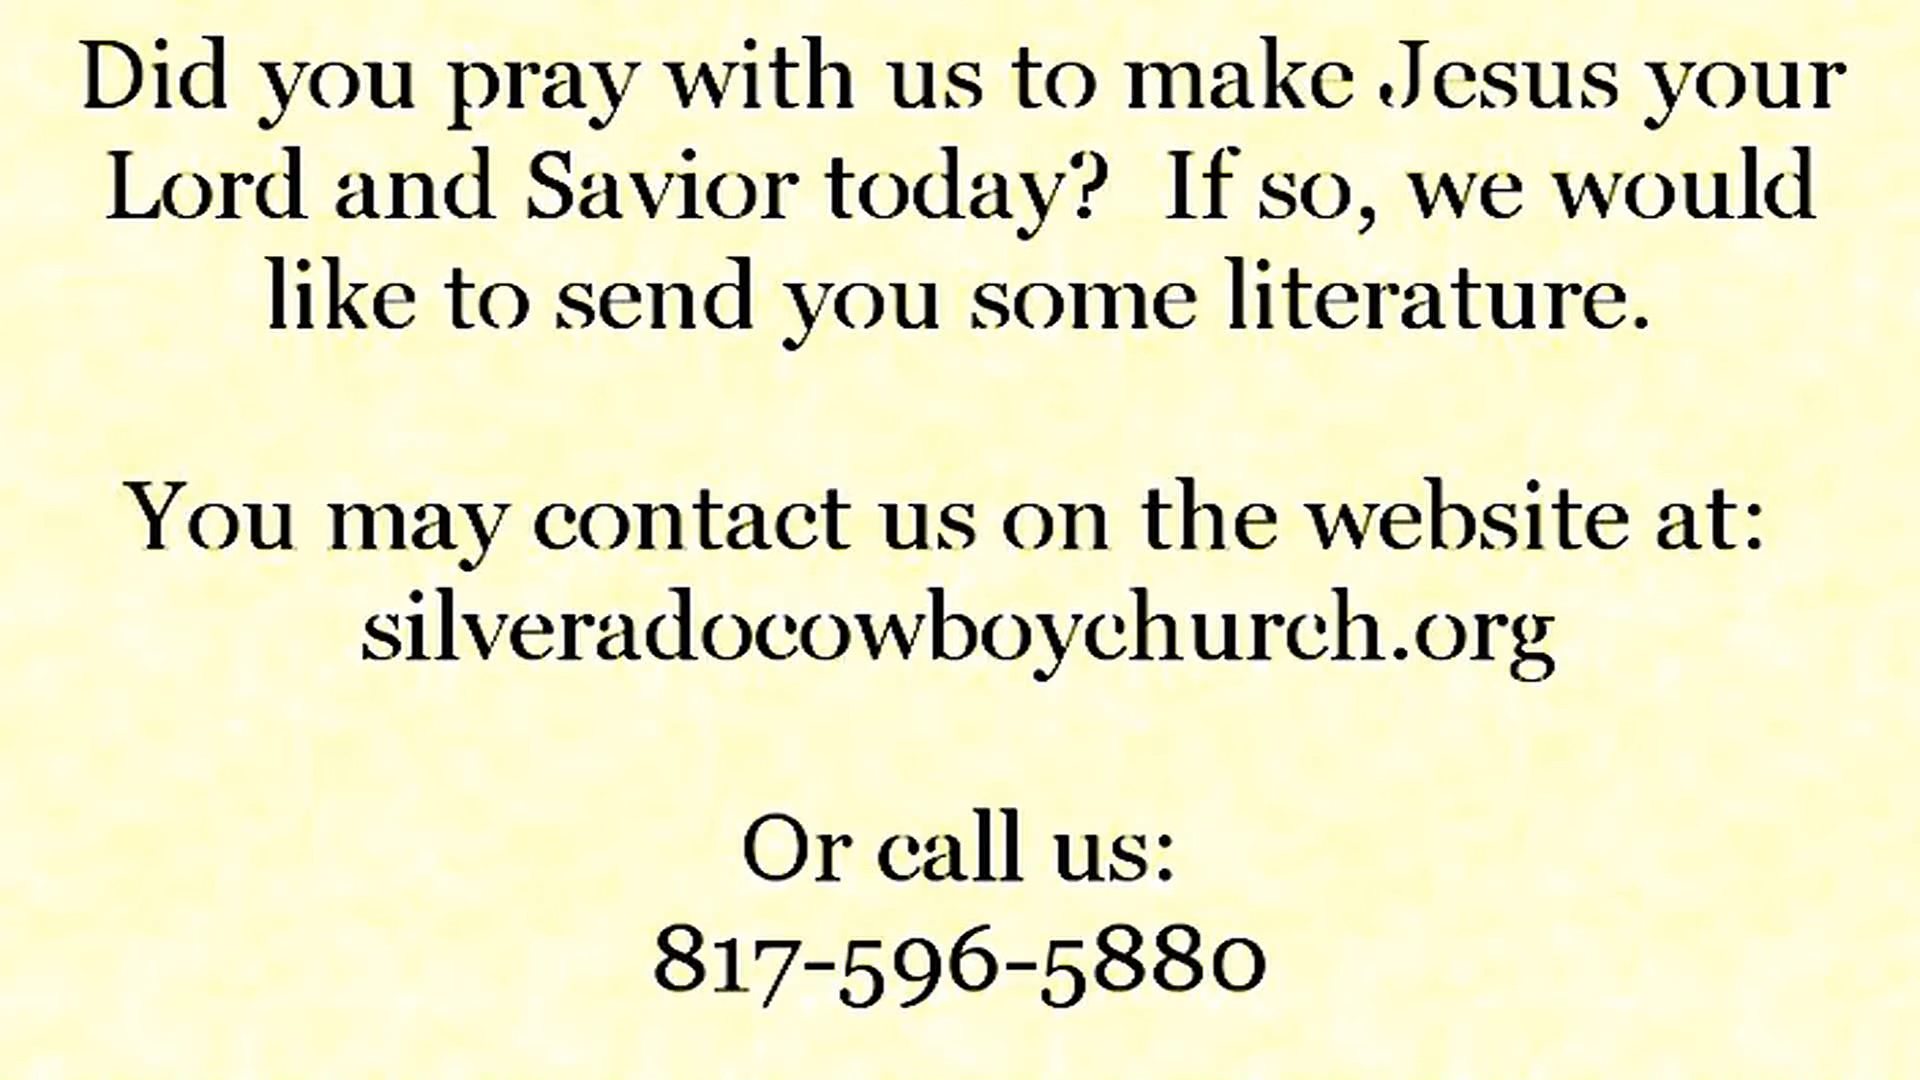 Did you pray with us to make Jesus your
Lord and Savior today?  If so, we would
like to send you some literature.
You may contact us on the website at:
silveradocowboychurch.org
Or call us:
817-596-5880